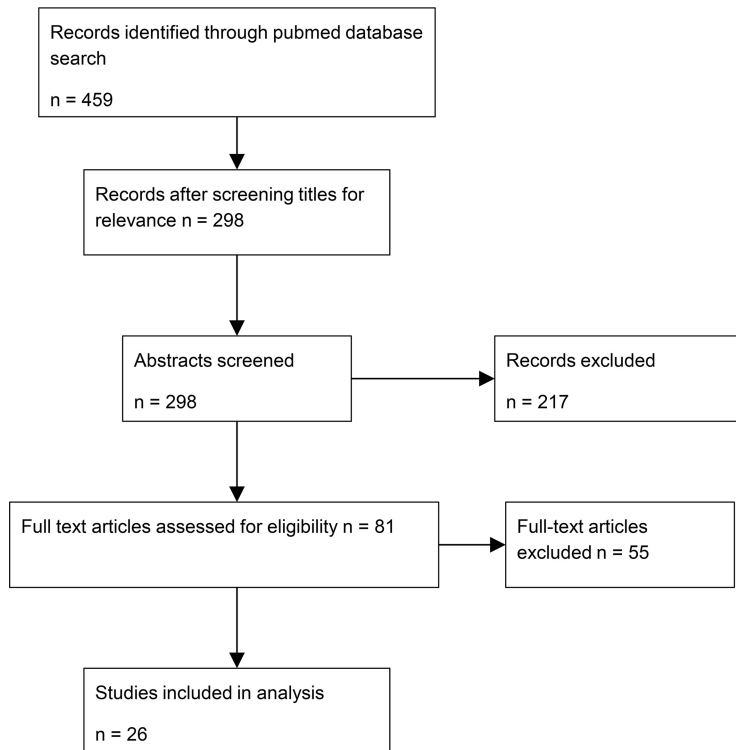 Records identified through pubmed database
search
n = 459
Records after screening titles for
relevance n = 298
Abstracts screened
n = 298
Records excluded
n = 217
Full text articles assessed for eligibility n = 81
Full-text articles
excluded n = 55
Studies included in analysis
n = 26